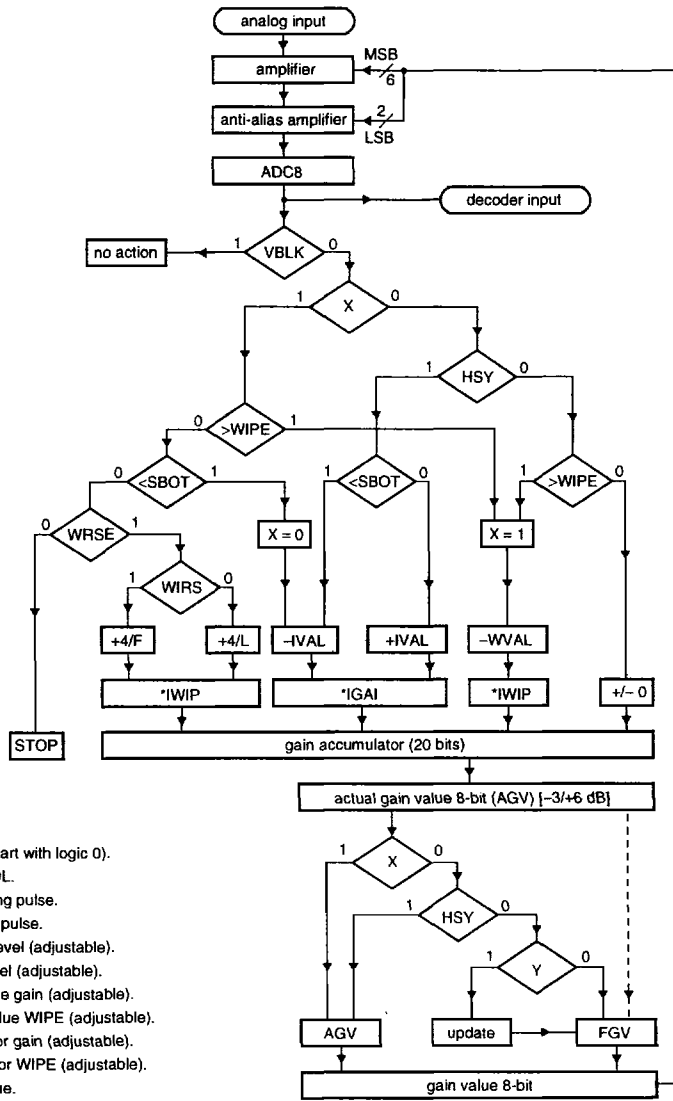 analog input
amplifier
MSB
6
anti-alias amplifier
2
LSB
ADC8
decoder input
no action
1
VBLK
0
1
X
0
1
HSY
0
0
>WIPE
1
0
<SBOT
1
<SBOT
0
1
>WIPE
0
0
WRSE
1
X = 0
X = 1
1
WIRS
0
+4/F
+4/L
–IVAL
+IVAL
–WVAL
*IWIP
*IGAI
*IWIP
+/– 0
STOP
gain accumulator (20 bits)
actual gain value 8-bit (AGV) [–3/+6 dB]
1
X
0
1
HSY
0
1
Y
0
AGV
update
FGV
gain value 8-bit
art with logic 0).
L.
ng pulse.
pulse.
evel (adjustable).
el (adjustable).
e gain (adjustable).
lue WIPE (adjustable).
or gain (adjustable).
or WIPE (adjustable).
ue.